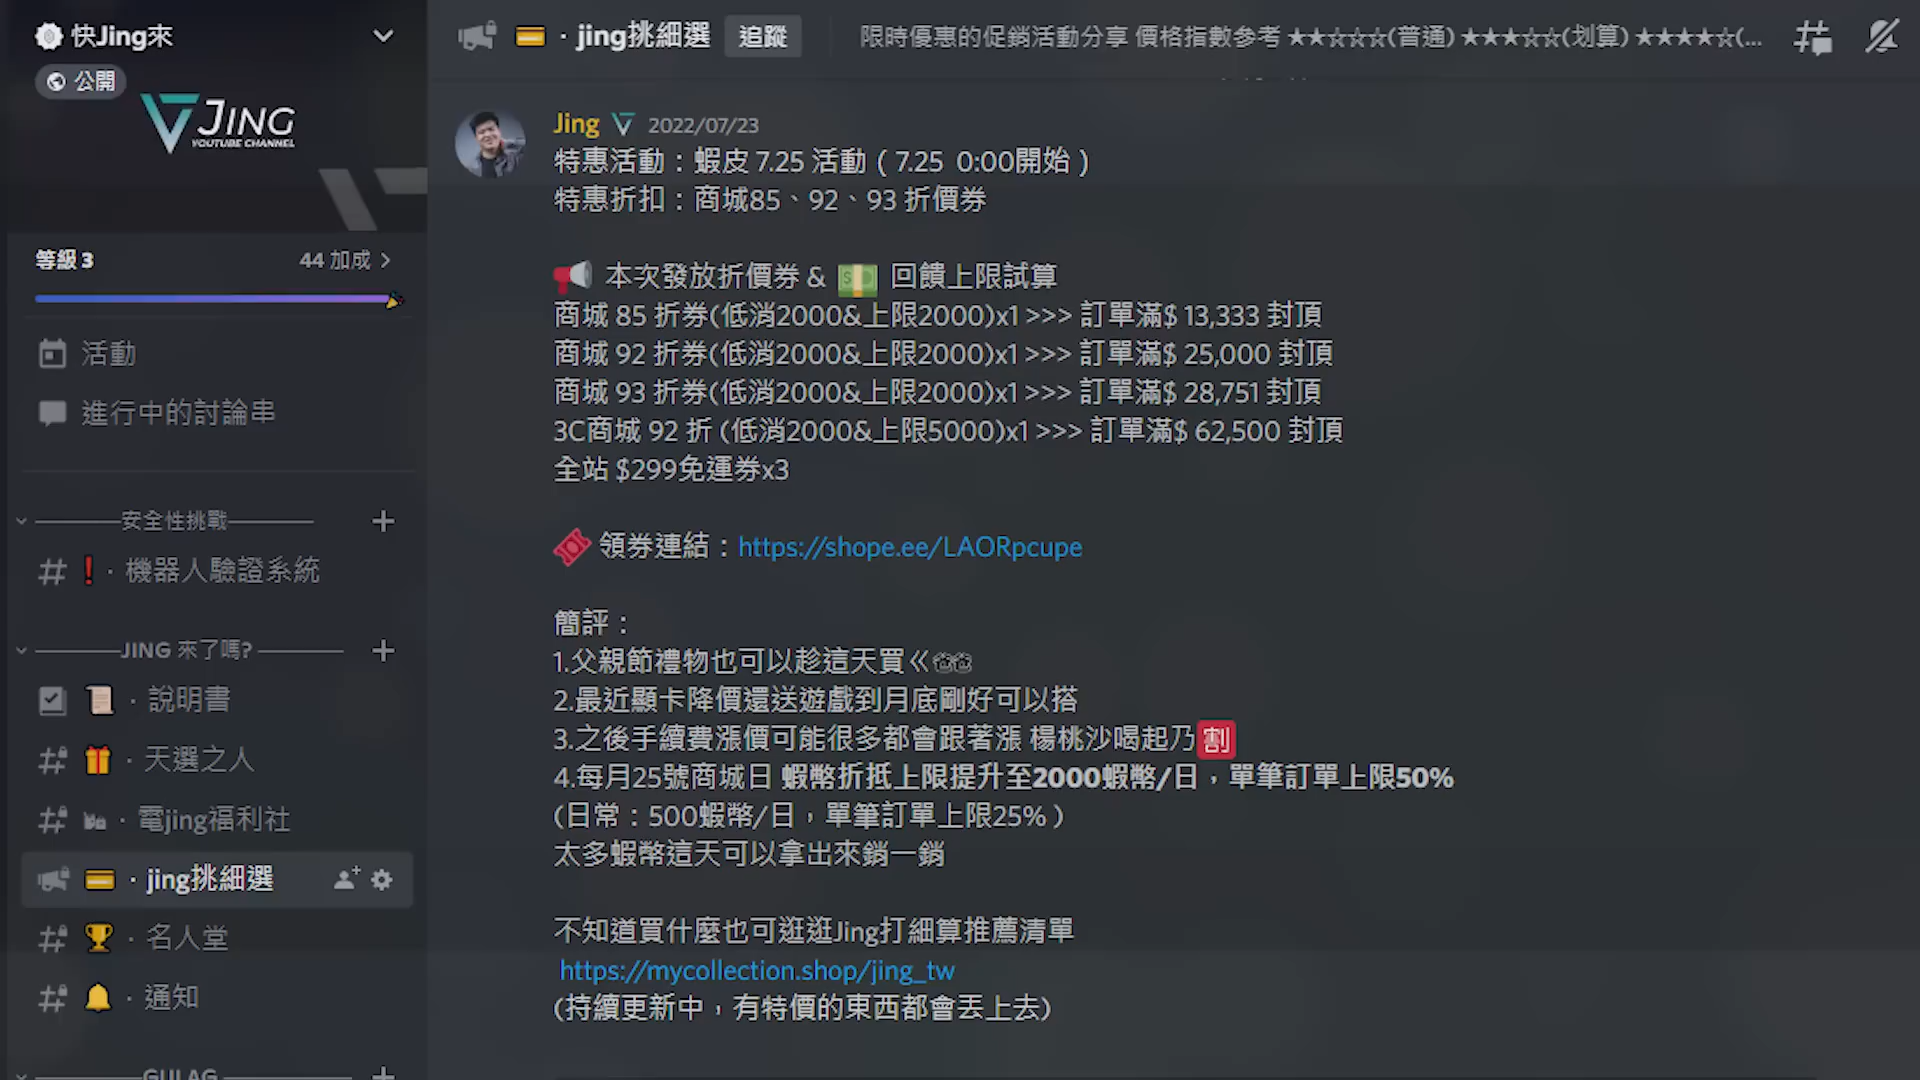 快Jing來
公開
JING
YOUTUBE CHANNEL
等級 3
44 加成
活動
進行中的討論串
安全性挑戰
機器人驗證系統
JING 來了嗎?
說明書
天選之人
電jing福利社
jing挑細選
名人堂
通知
GULAG
jing挑細選 追蹤 限時優惠的促銷活動分享 價格指數參考 ★★☆☆☆(普通) ★★★☆☆(划算) ★★★★☆(...
Jing 2022/07/23
特惠活動：蝦皮 7.25 活動 ( 7.25 0:00開始 )
特惠折扣：商城85、92、93 折價券
本次發放折價券 & 回饋上限試算
商城 85 折券(低消2000&上限2000)x1 >>> 訂單滿$ 13,333 封頂
商城 92 折券(低消2000&上限2000)x1 >>> 訂單滿$ 25,000 封頂
商城 93 折券(低消2000&上限2000)x1 >>> 訂單滿$ 28,751 封頂
3C商城 92 折 (低消2000&上限5000)x1 >>> 訂單滿$ 62,500 封頂
全站 $299免運券x3
領券連結：https://shope.ee/LAORpcupe
簡評：
1.父親節禮物也可以趁這天買ㄍ
2.最近顯卡降價還送遊戲到月底剛好可以搭
3.之後手續費漲價可能很多都會跟著漲 楊桃沙喝起乃 割
4.每月25號商城日 蝦幣折抵上限提升至2000蝦幣/日，單筆訂單上限50%
(日常：500蝦幣/日，單筆訂單上限25% )
太多蝦幣這天可以拿出來銷一銷
不知道買什麼也可逛逛Jing打細算推薦清單
https://mycollection.shop/jing_tw
(持續更新中，有特價的東西都會丟上去)